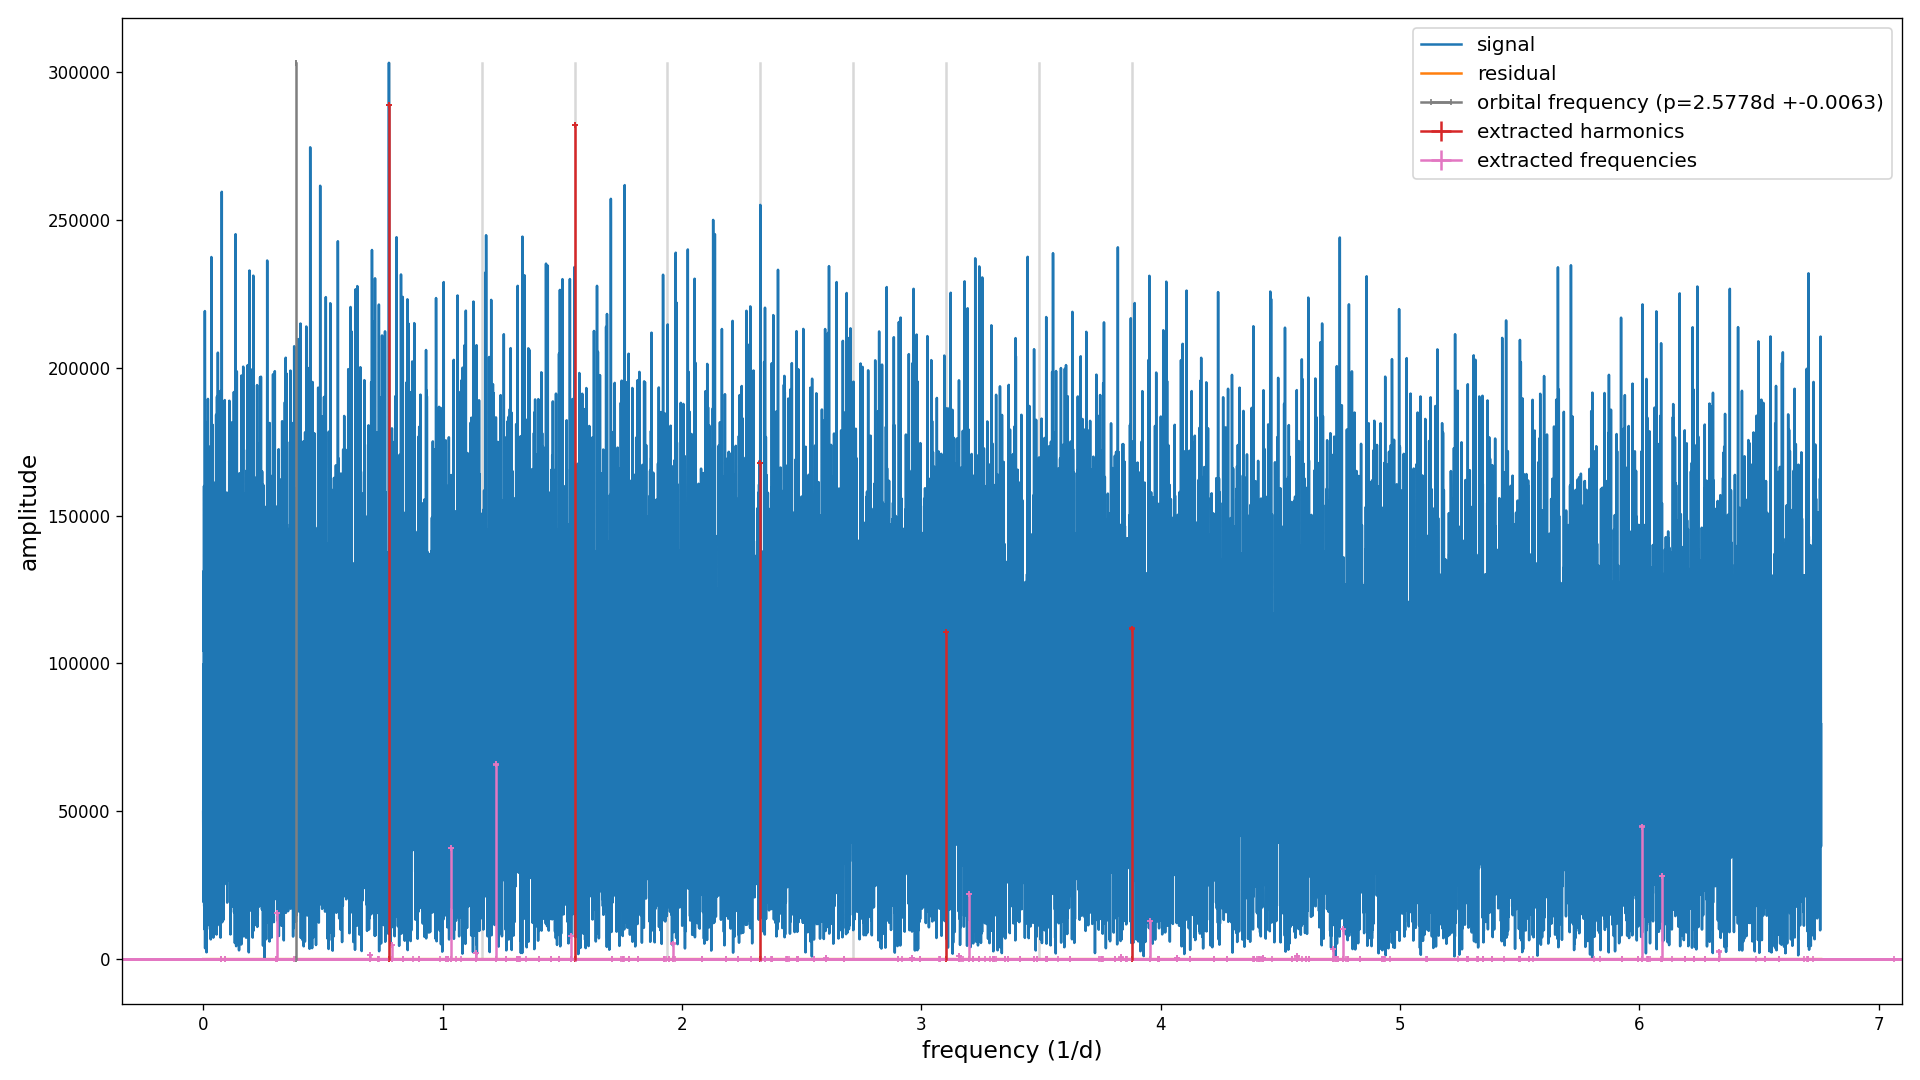 signal
residual
orbital frequency (p=2.5778d +-0.0063)
extracted harmonics
extracted frequencies
300000
250000
200000
150000
100000
50000
0
amplitude
0 1 2 3 4 5 6 7
frequency (1/d)